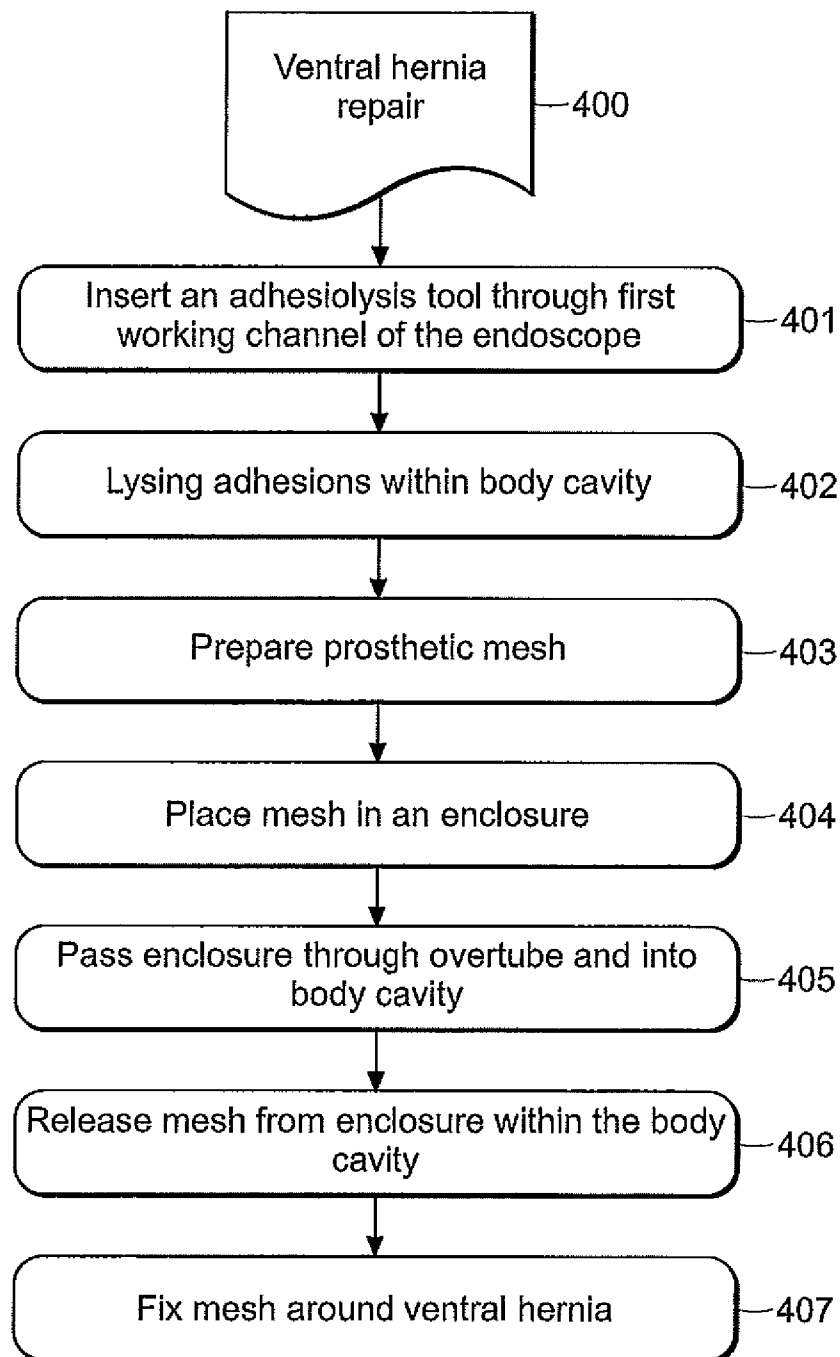 Ventral hernia
repair
400
Insert an adhesiolysis tool through first
working channel of the endoscope
401
Lysing adhesions within body cavity
402
Prepare prosthetic mesh
403
Place mesh in an enclosure
404
Pass enclosure through overtube and into
body cavity
405
Release mesh from enclosure within the body
cavity
406
Fix mesh around ventral hernia
407